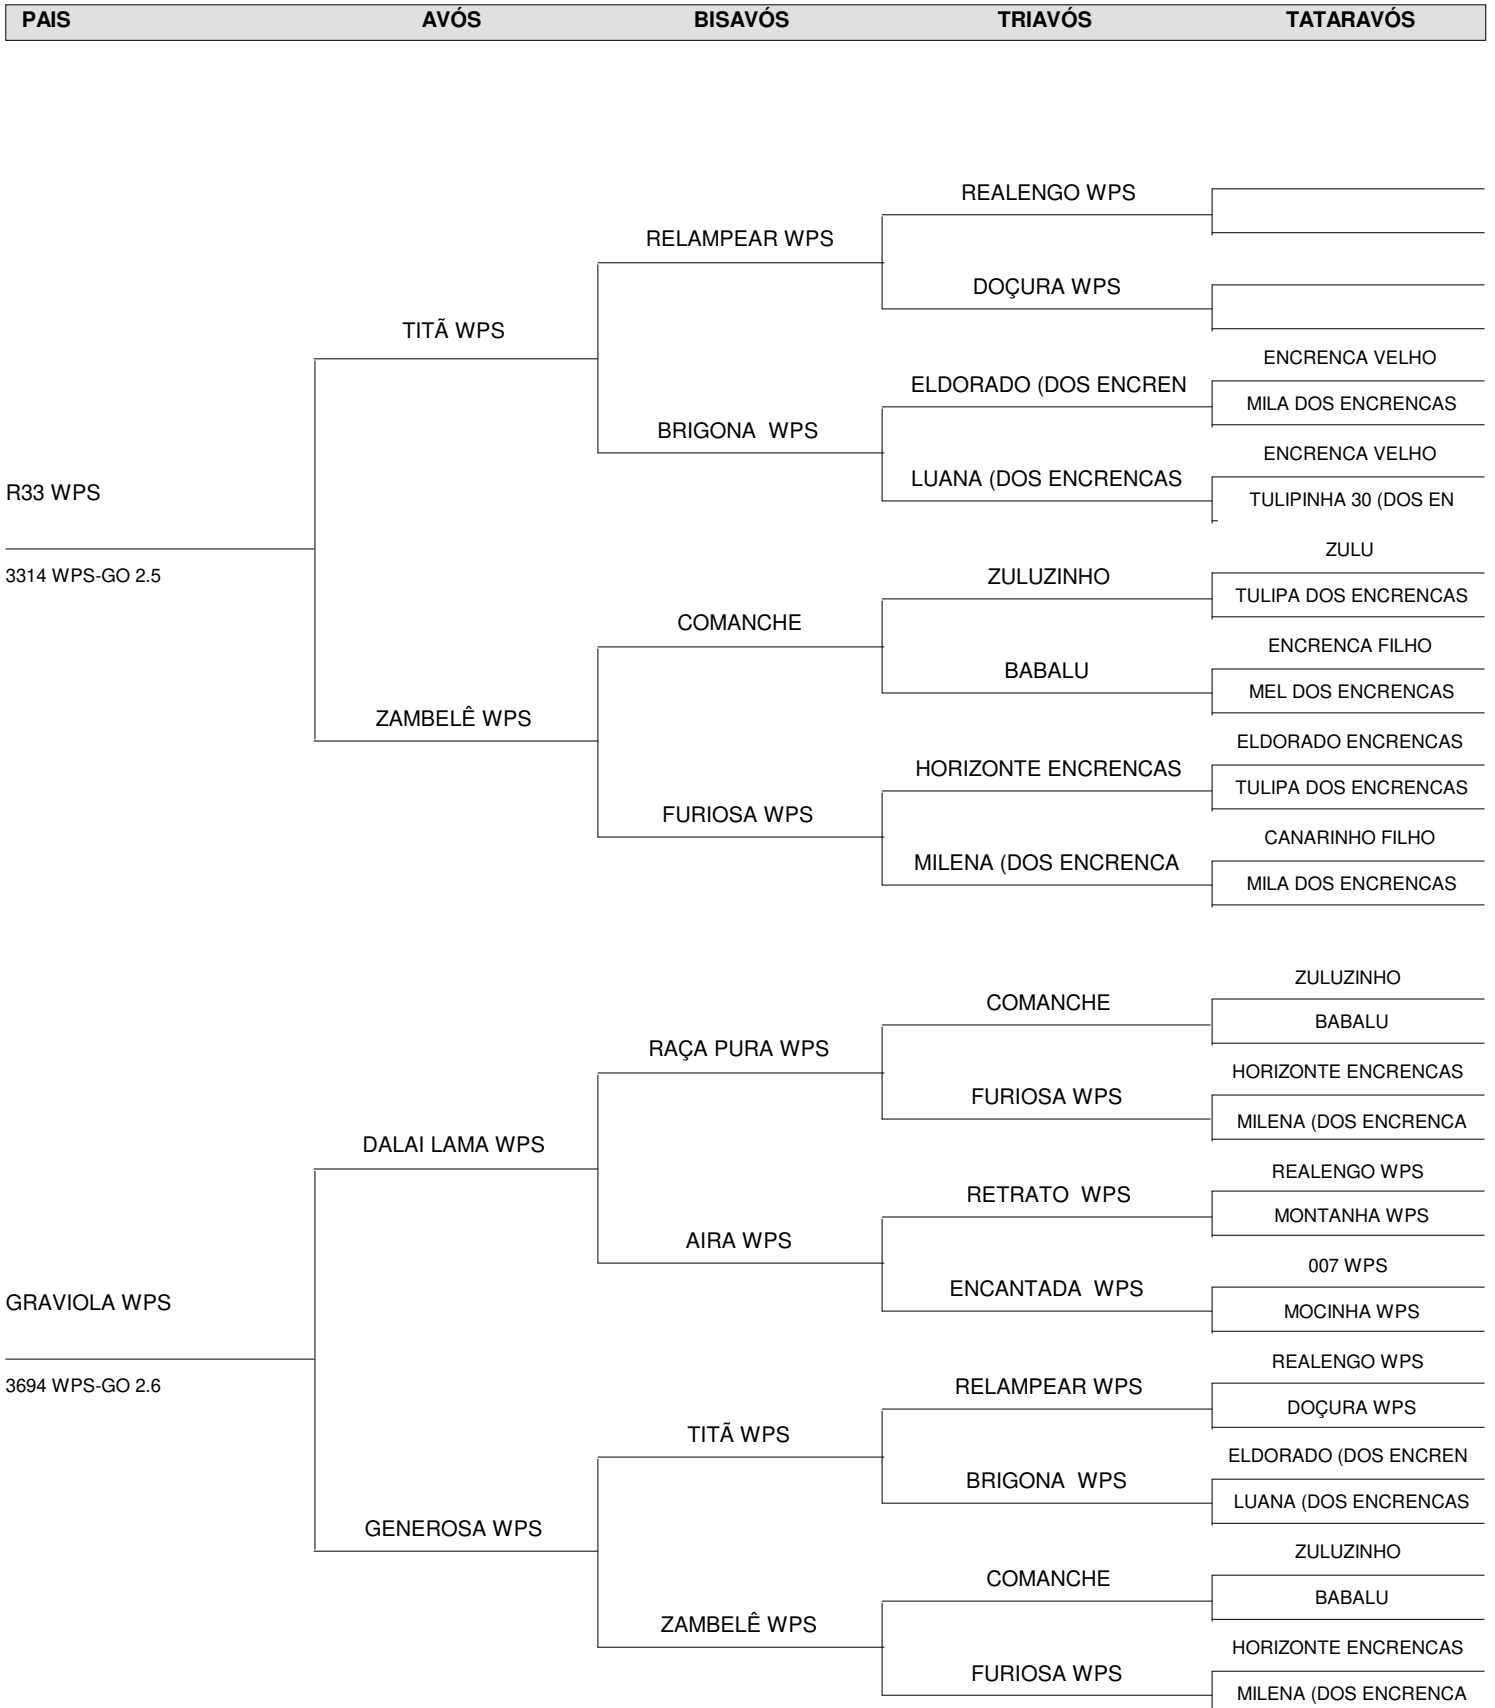 PAIS AVÓS BISAVÓS TRIAVÓS TATARAVÓS
REALENGO WPS
RELAMPEAR WPS
DOÇURA WPS
TITÃ WPS
ENCRENCA VELHO
ELDORADO (DOS ENCREN
MILA DOS ENCRENCAS
BRIGONA  WPS
ENCRENCA VELHO
LUANA (DOS ENCRENCAS
R33 WPS
TULIPINHA 30 (DOS EN
ZULU
3314 WPS-GO 2.5
ZULUZINHO
TULIPA DOS ENCRENCAS
COMANCHE
ENCRENCA FILHO
BABALU
MEL DOS ENCRENCAS
ZAMBELÊ WPS
ELDORADO ENCRENCAS
HORIZONTE ENCRENCAS
TULIPA DOS ENCRENCAS
FURIOSA WPS
CANARINHO FILHO
MILENA (DOS ENCRENCA
MILA DOS ENCRENCAS
ZULUZINHO
COMANCHE
BABALU
RAÇA PURA WPS
HORIZONTE ENCRENCAS
FURIOSA WPS
MILENA (DOS ENCRENCA
DALAI LAMA WPS
REALENGO WPS
RETRATO  WPS
MONTANHA WPS
AIRA WPS
007 WPS
ENCANTADA  WPS
GRAVIOLA WPS
MOCINHA WPS
REALENGO WPS
3694 WPS-GO 2.6
RELAMPEAR WPS
DOÇURA WPS
TITÃ WPS
ELDORADO (DOS ENCREN
BRIGONA  WPS
LUANA (DOS ENCRENCAS
GENEROSA WPS
ZULUZINHO
COMANCHE
BABALU
ZAMBELÊ WPS
HORIZONTE ENCRENCAS
FURIOSA WPS
MILENA (DOS ENCRENCA